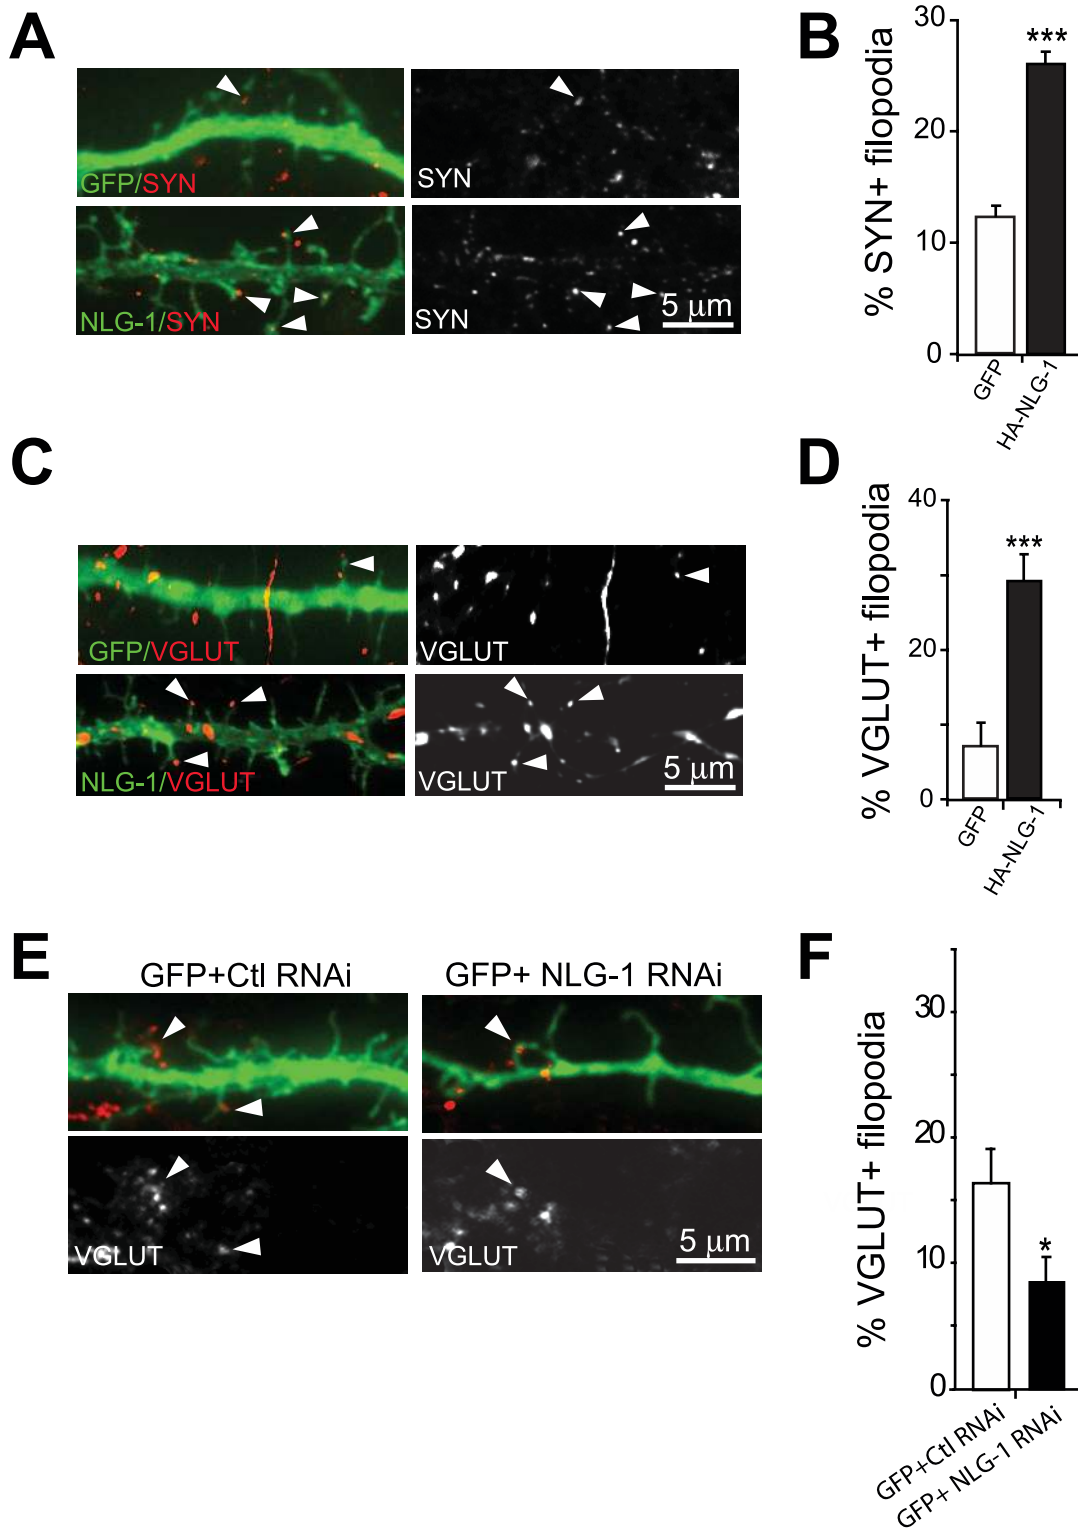 A
GFP/SYN
SYN
NLG-1/SYN
SYN
5 μm
B
% SYN+ filopodia
30
20
10
0
***
GFP
HA-NLG-1
C
GFP/VGLUT
VGLUT
NLG-1/VGLUT
VGLUT
5 μm
D
% VGLUT+ filopodia
40
20
0
***
GFP
HA-NLG-1
E
GFP+Ctl RNAi
GFP+ NLG-1 RNAi
VGLUT
VGLUT
5 μm
F
% VGLUT+ filopodia
30
20
10
0
*
GFP+Ctl RNAi
GFP+ NLG-1 RNAi